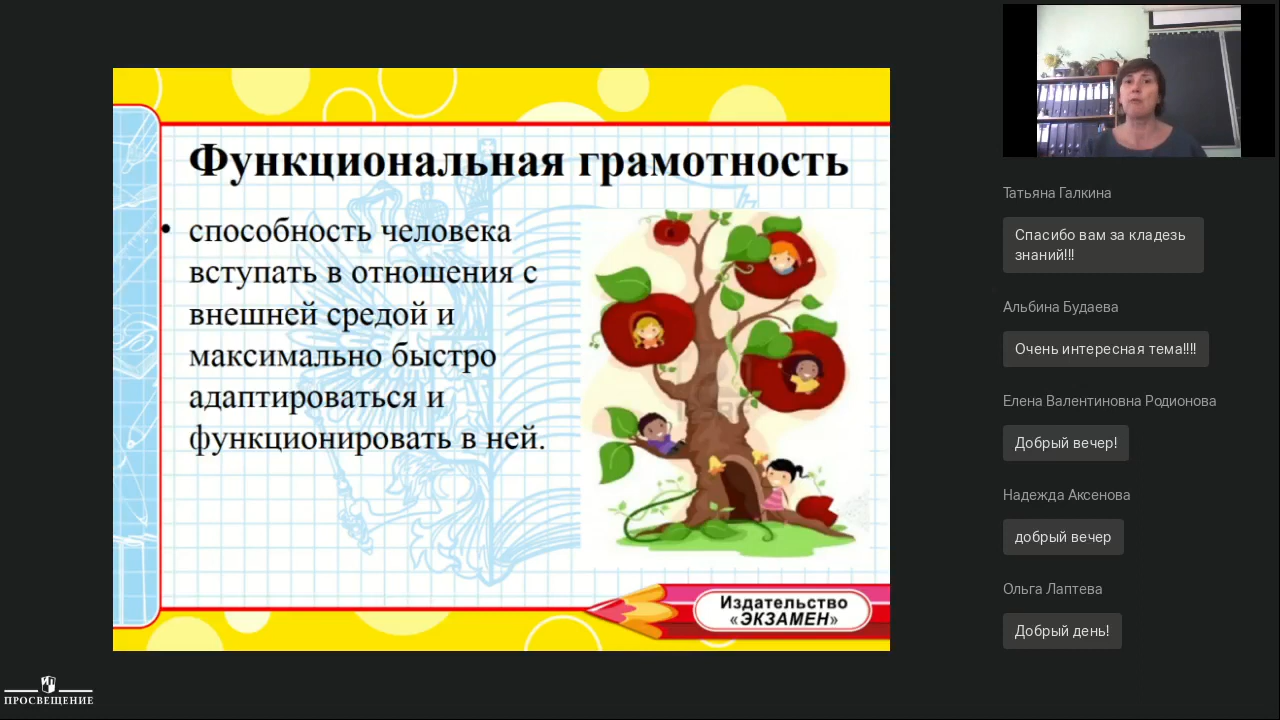 Функциональная грамотность
• способность человека
вступать в отношения с
внешней средой и
максимально быстро
адаптироваться и
функционировать в ней.
Издательство
«ЭКЗАМЕН»
ПРОСВЕЩЕНИЕ
Татьяна Галкина
Спасибо вам за кладезь
знаний!!!
Альбина Будаева
Очень интересная тема!!!!
Елена Валентиновна Родионова
Добрый вечер!
Надежда Аксенова
добрый вечер
Ольга Лаптева
Добрый день!